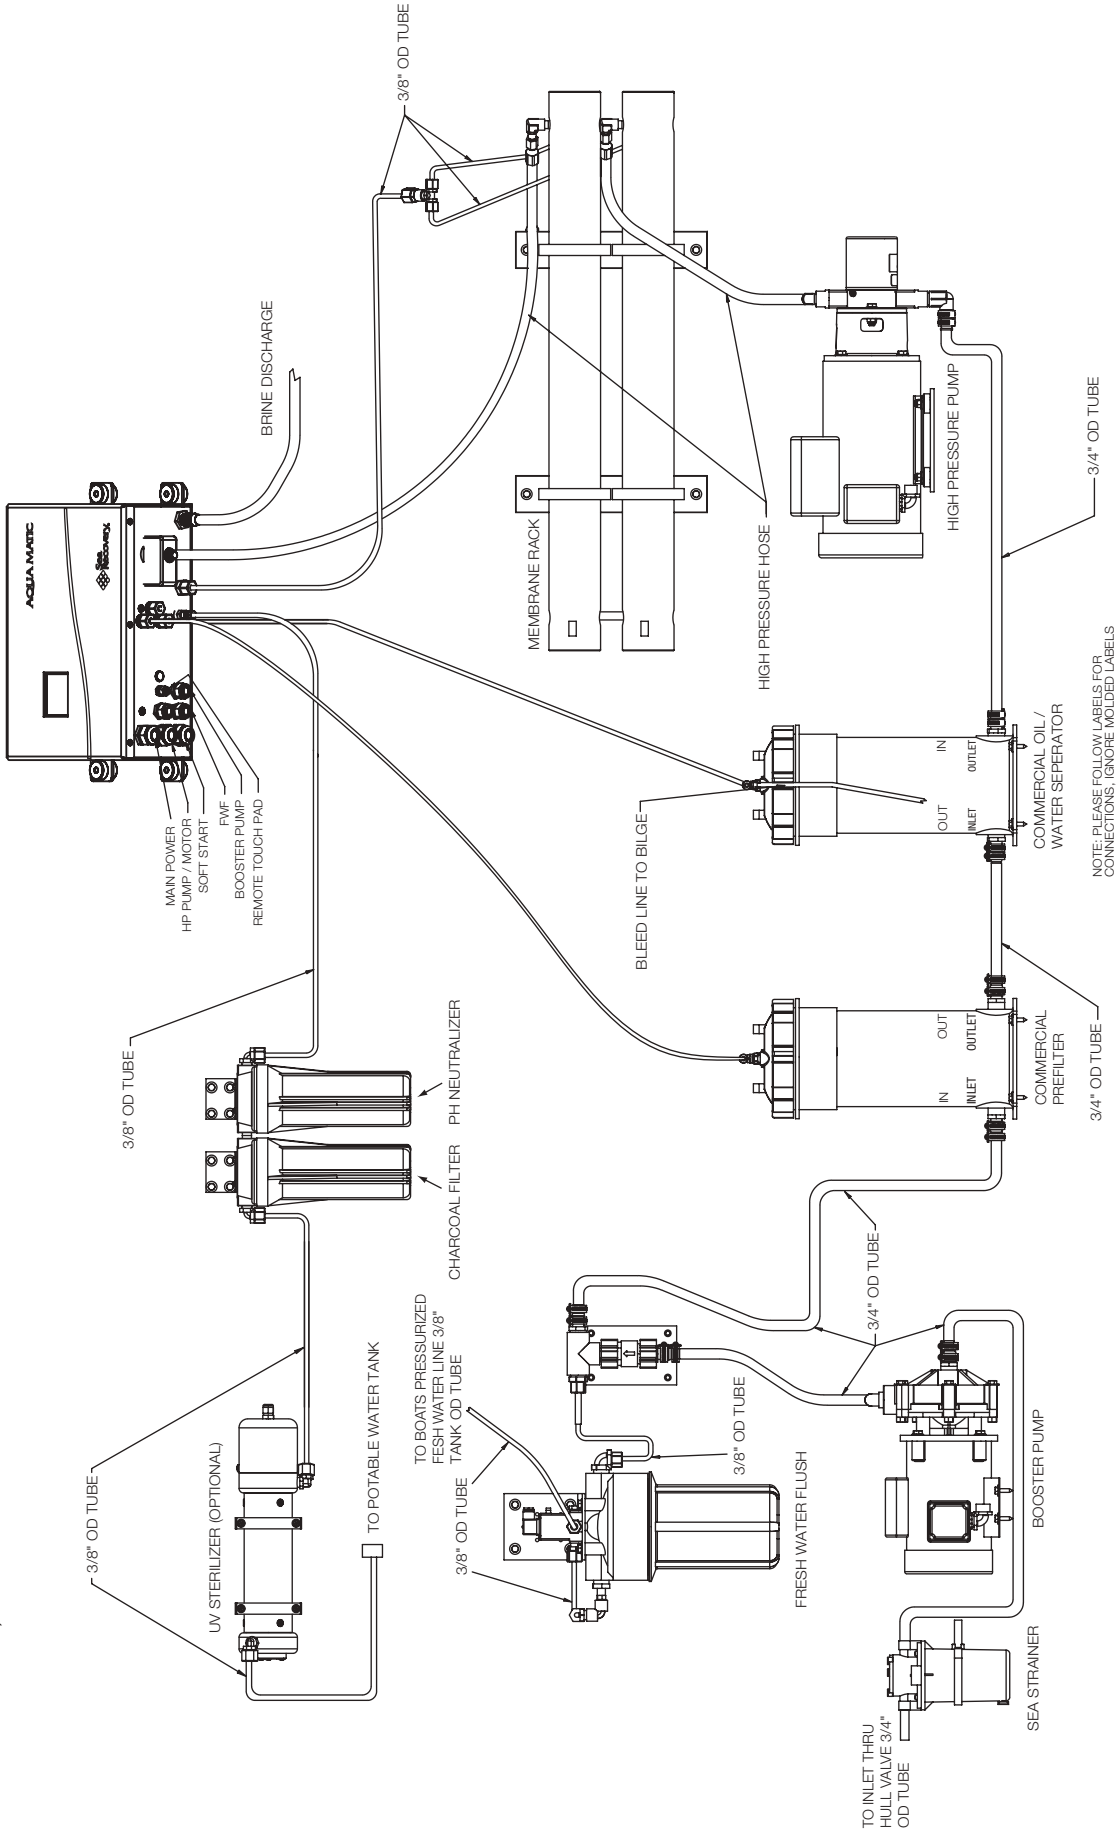 3/8" OD TUBE
UV STERILIZER (OPTIONAL)
TO POTABLE WATER TANK
3/8" OD TUBE
CHARCOAL FILTER
PH NEUTRALIZER
MAIN POWER
HP PUMP / MOTOR
SOFT START
FWF
BOOSTER PUMP
REMOTE TOUCH PAD
AQUA MATIC
Sea
Recovery
BRINE DISCHARGE
3/8" OD TUBE
TO BOATS PRESSURIZED
FESH WATER LINE 3/8"
TANK OD TUBE
3/8" OD TUBE
3/8" OD TUBE
FRESH WATER FLUSH
3/4" OD TUBE
BLEED LINE TO BILGE
MEMBRANE RACK
HIGH PRESSURE HOSE
HIGH PRESSURE PUMP
TO INLET THRU
HULL VALVE 3/4"
OD TUBE
SEA STRAINER
BOOSTER PUMP
IN
OUT
INLET
OUTLET
COMMERCIAL
PREFILTER
3/4" OD TUBE
OUT
IN
INLET
OUTLET
COMMERCIAL OIL /
WATER SEPERATOR
3/4" OD TUBE
NOTE: PLEASE FOLLOW LABELS FOR
CONNECTIONS, IGNORE MOLDED LABELS